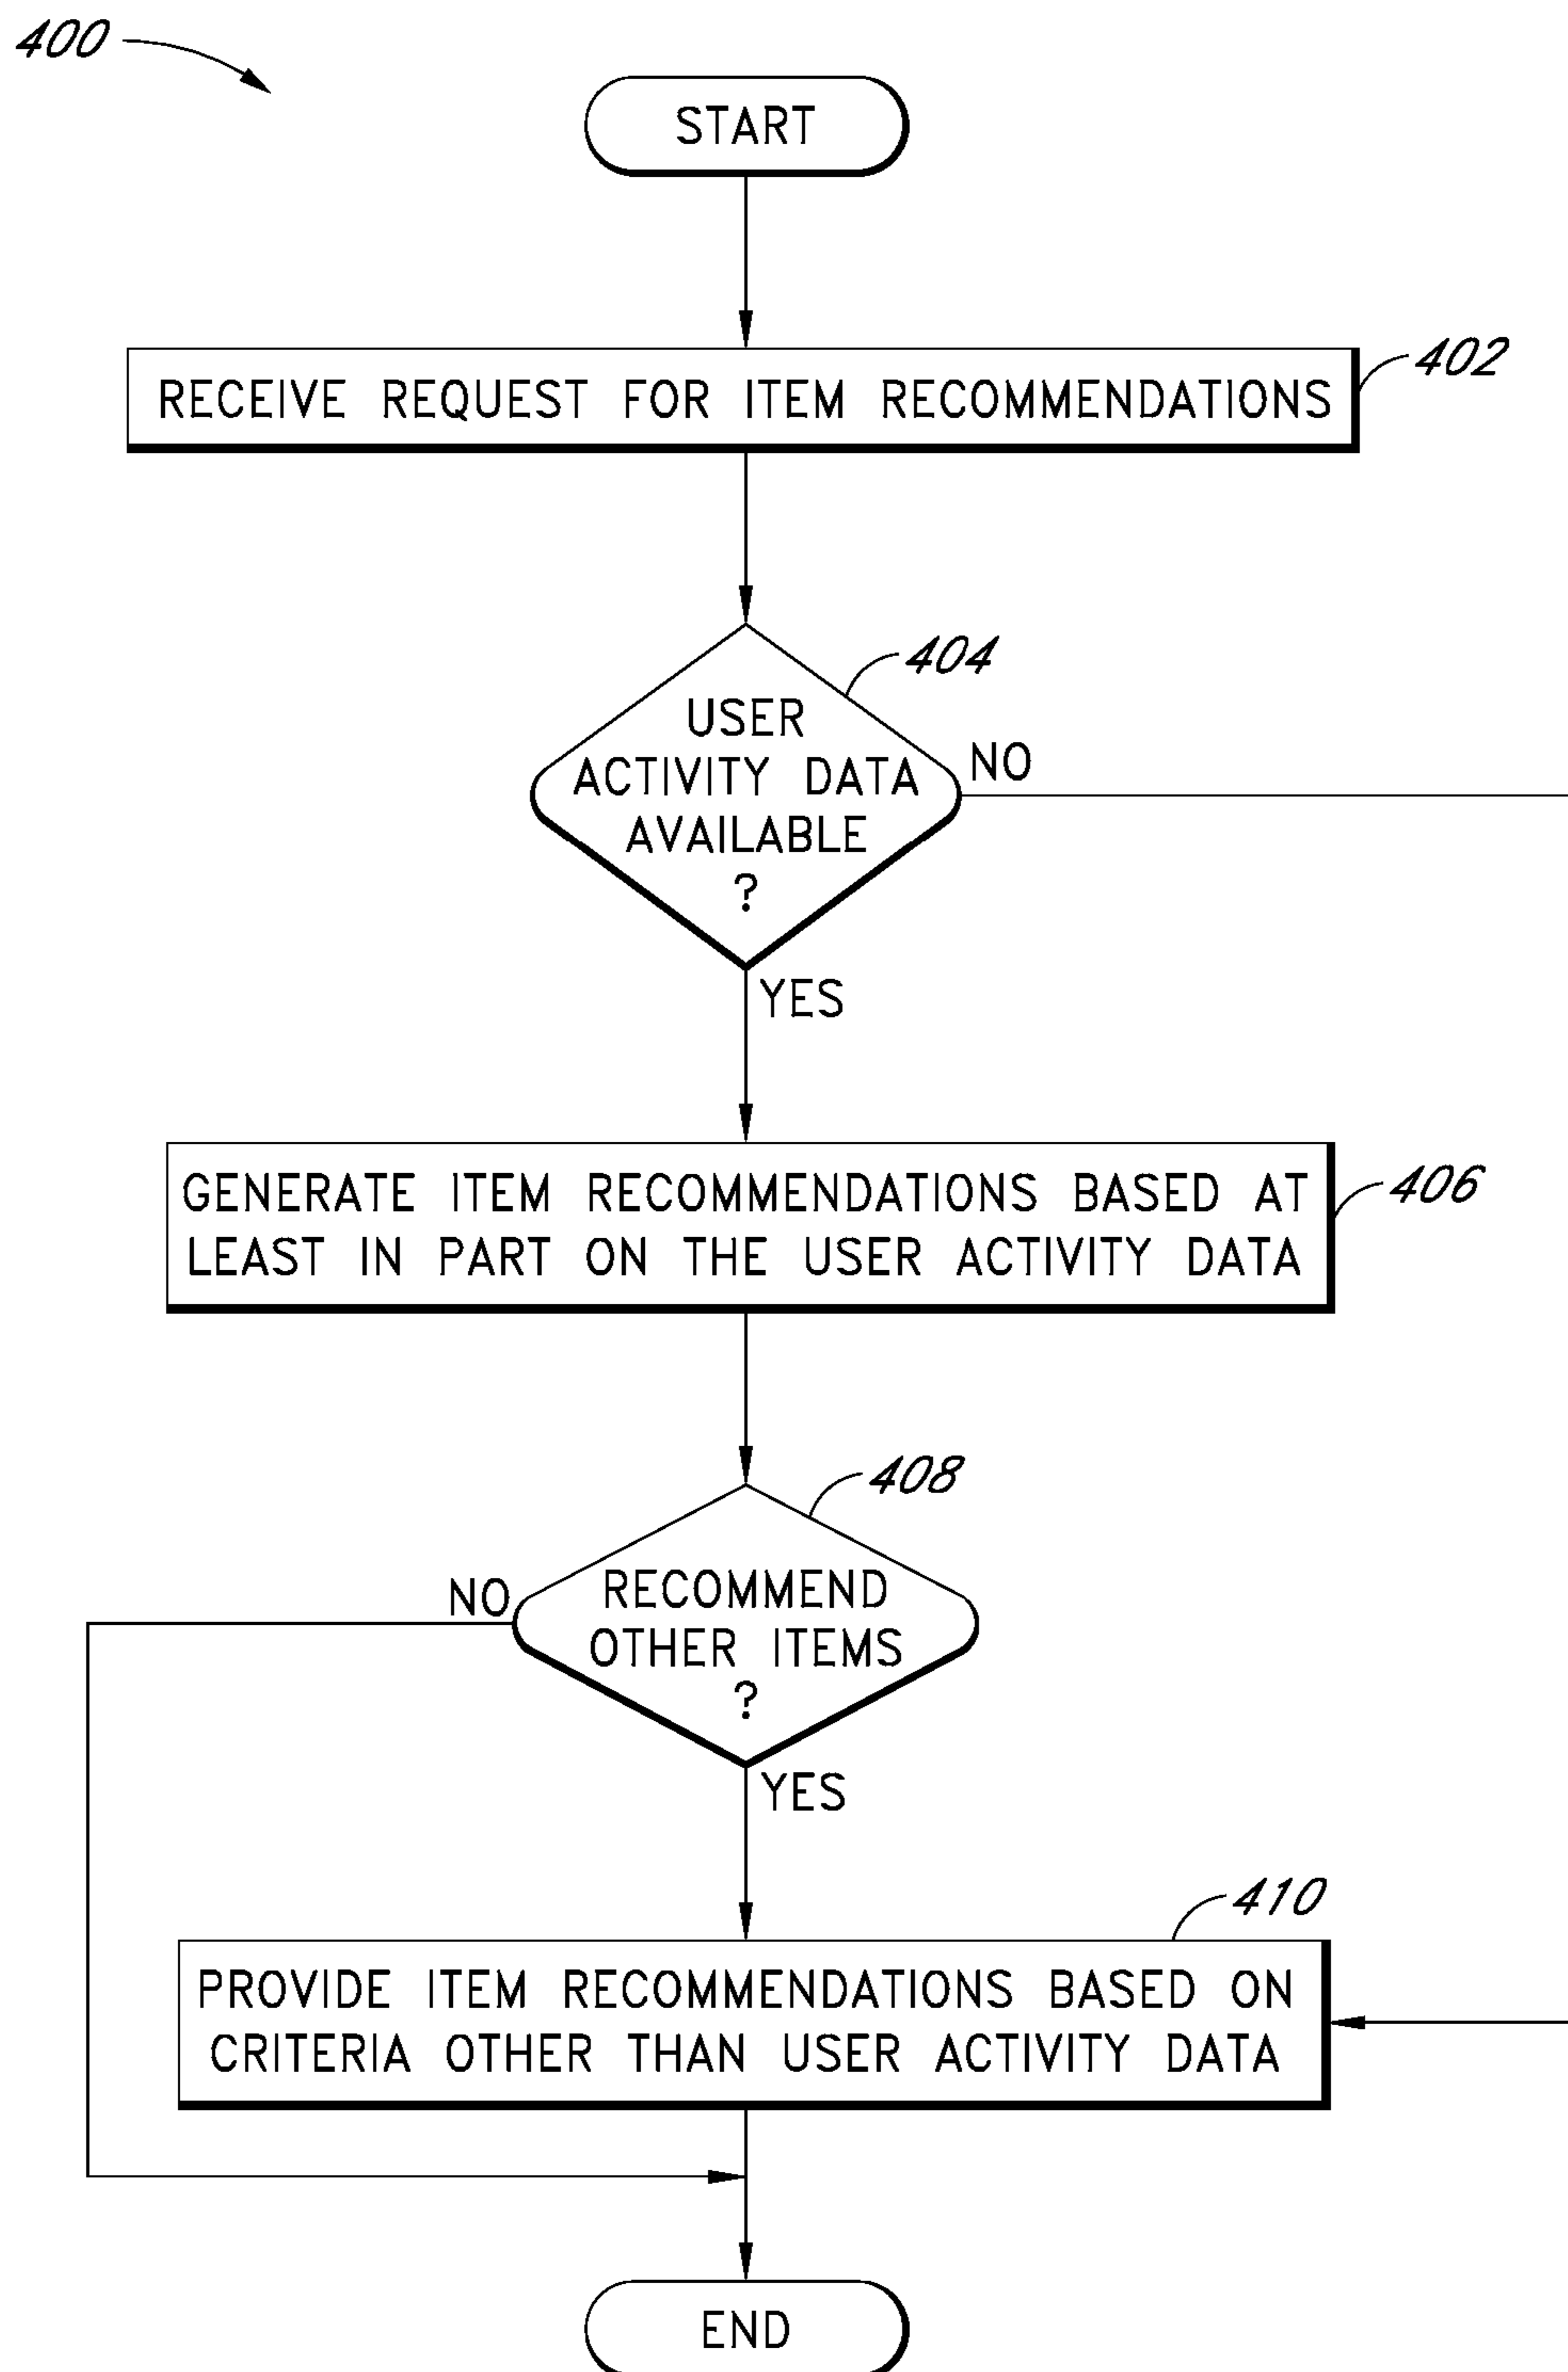 400
START
RECEIVE REQUEST FOR ITEM RECOMMENDATIONS
402
404
USER
ACTIVITY DATA
AVAILABLE
?
NO
YES
GENERATE ITEM RECOMMENDATIONS BASED AT
LEAST IN PART ON THE USER ACTIVITY DATA
406
408
NO
RECOMMEND
OTHER ITEMS
?
YES
410
PROVIDE ITEM RECOMMENDATIONS BASED ON
CRITERIA OTHER THAN USER ACTIVITY DATA
END